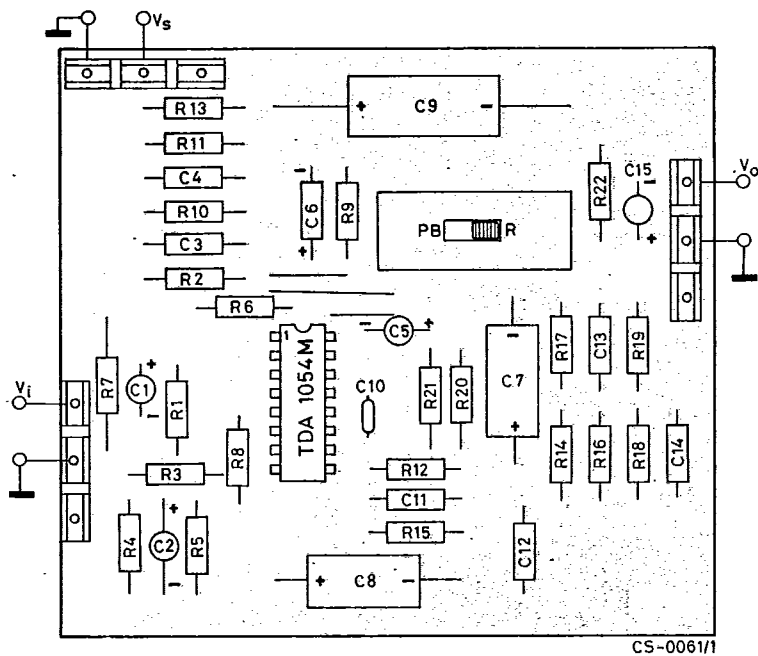 Vs
R13
C9
R11
C4
R22
C15
Vo
R10
C6
R9
PB
R
C3
R2
R6
C5
1
TDA 1054M
R7
C1
R1
Vi
C10
R21
R20
C7
R17
C13
R19
R8
R3
R12
R14
R16
R18
C14
C11
R4
C2
R5
R15
C12
C8
CS-0061/1